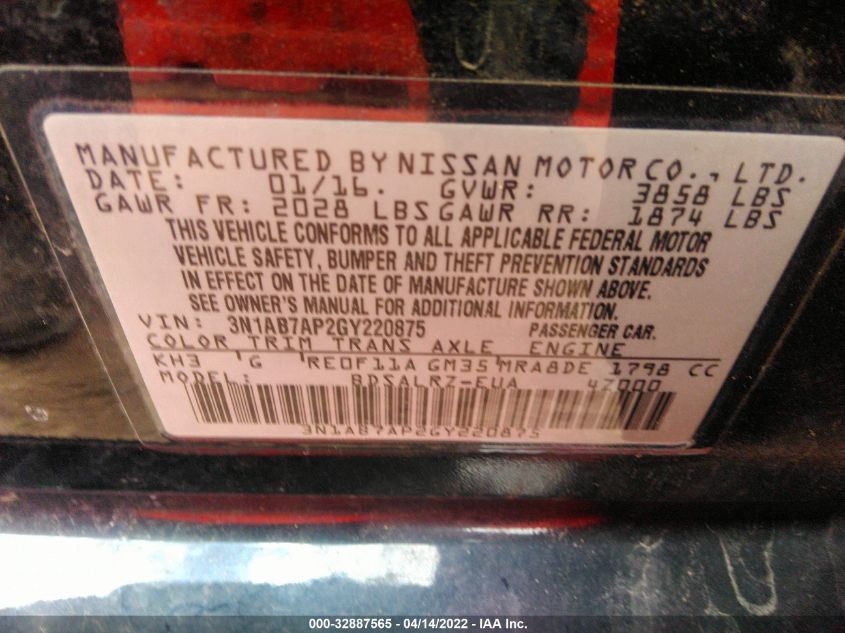 MANUFACTURED BY NISSAN MOTOR CO., LTD.
DATE: 01/16. GVWR: 3858 LBS
GAWR FR: 2028 LBS GAWR RR: 1874 LBS
THIS VEHICLE CONFORMS TO ALL APPLICABLE FEDERAL MOTOR
VEHICLE SAFETY, BUMPER AND THEFT PREVENTION STANDARDS
IN EFFECT ON THE DATE OF MANUFACTURE SHOWN ABOVE.
SEE OWNER'S MANUAL FOR ADDITIONAL INFORMATION.
VIN: 3N1AB7AP2GY220875 PASSENGER CAR.
COLOR TRIM TRANS AXLE ENGINE
KH3 G RE0F11A GM35 MRA8DE 1798 CC
MODEL: BDSALRZ-EUA 47000
3N1AB7AP2GY220875
000-32887565 - 04/14/2022 - IAA Inc.